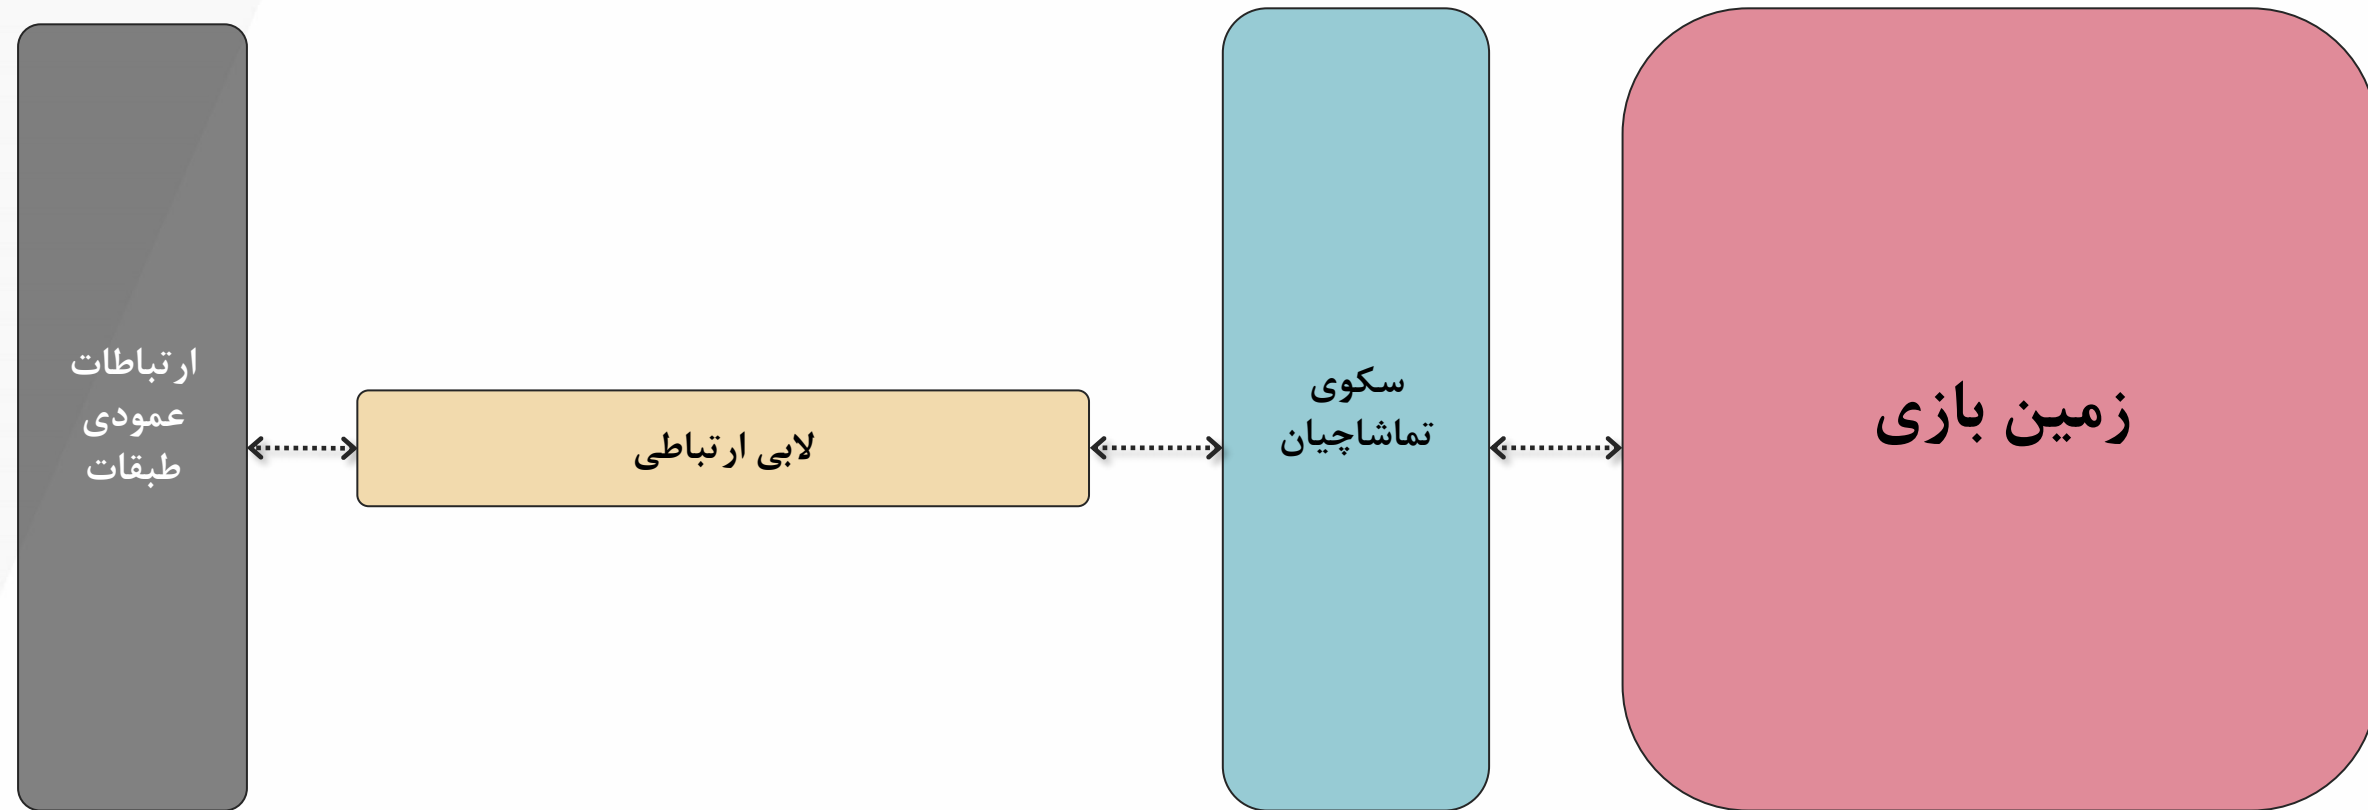 زمین بازی
سکوی
تماشاچیان
لابی ارتباطی
ارتباطات
عمودی
طبقات